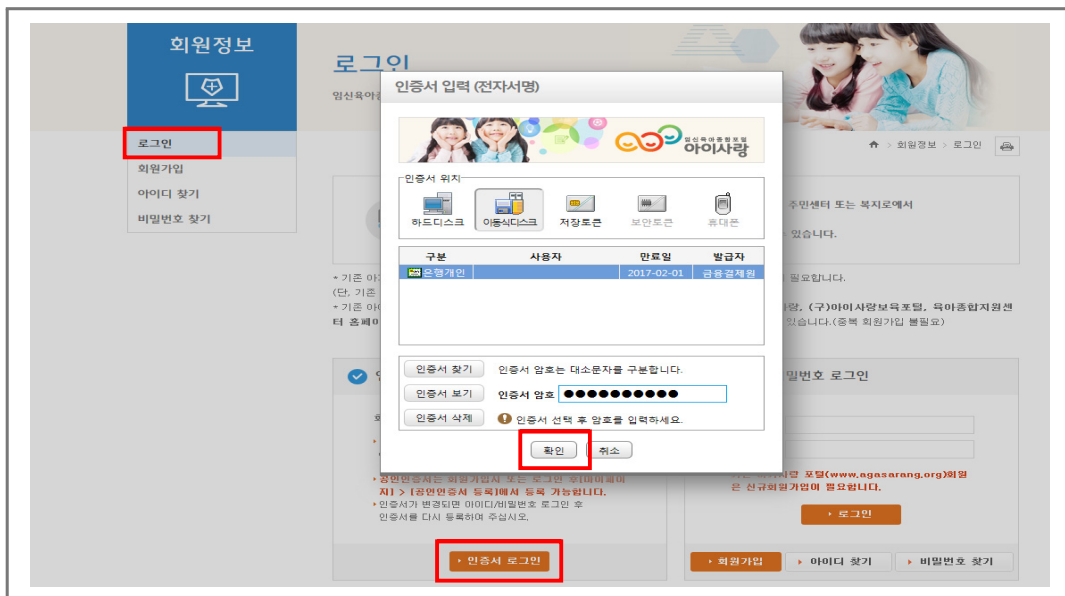 회원정보
로그인
임신육아
로그인
회원가입
아이디 찾기
비밀번호 찾기
> 회원정보 > 로그인
인증서 입력 (전자서명)
임신육아종합포털
아이사랑
인증서 위치
하드디스크 이동식디스크 저장토큰 보안토큰 휴대폰
구분 사용자 만료일 발급자
은행개인 2017-02-01 금융결제원
인증서 찾기 인증서 암호는 대소문자를 구분합니다.
인증서 보기 인증서 암호 ●●●●●●●●●●
인증서 삭제 인증서 선택 후 암호를 입력하세요.
확인 취소
주민센터 또는 복지로에서
있습니다.
* 기존 아
필요합니다.
(단, 기존
* 기존 아이
사랑, (구)아이사랑보육포털, 육아종합지원센
터 홈페이
있습니다.(중복 회원가입 불필요)
밀번호 로그인
공인인증서는 회원가입시 또는 로그인 후[마이페이
지] > [공인인증서 등록]에서 등록 가능합니다.
인증서가 변경되면 아이디/비밀번호 로그인 후
인증서를 다시 등록하여 주십시오.
인증서 로그인
포털(www.agasarang.org)회원
은 신규회원가입이 필요합니다.
로그인
회원가입 아이디 찾기 비밀번호 찾기